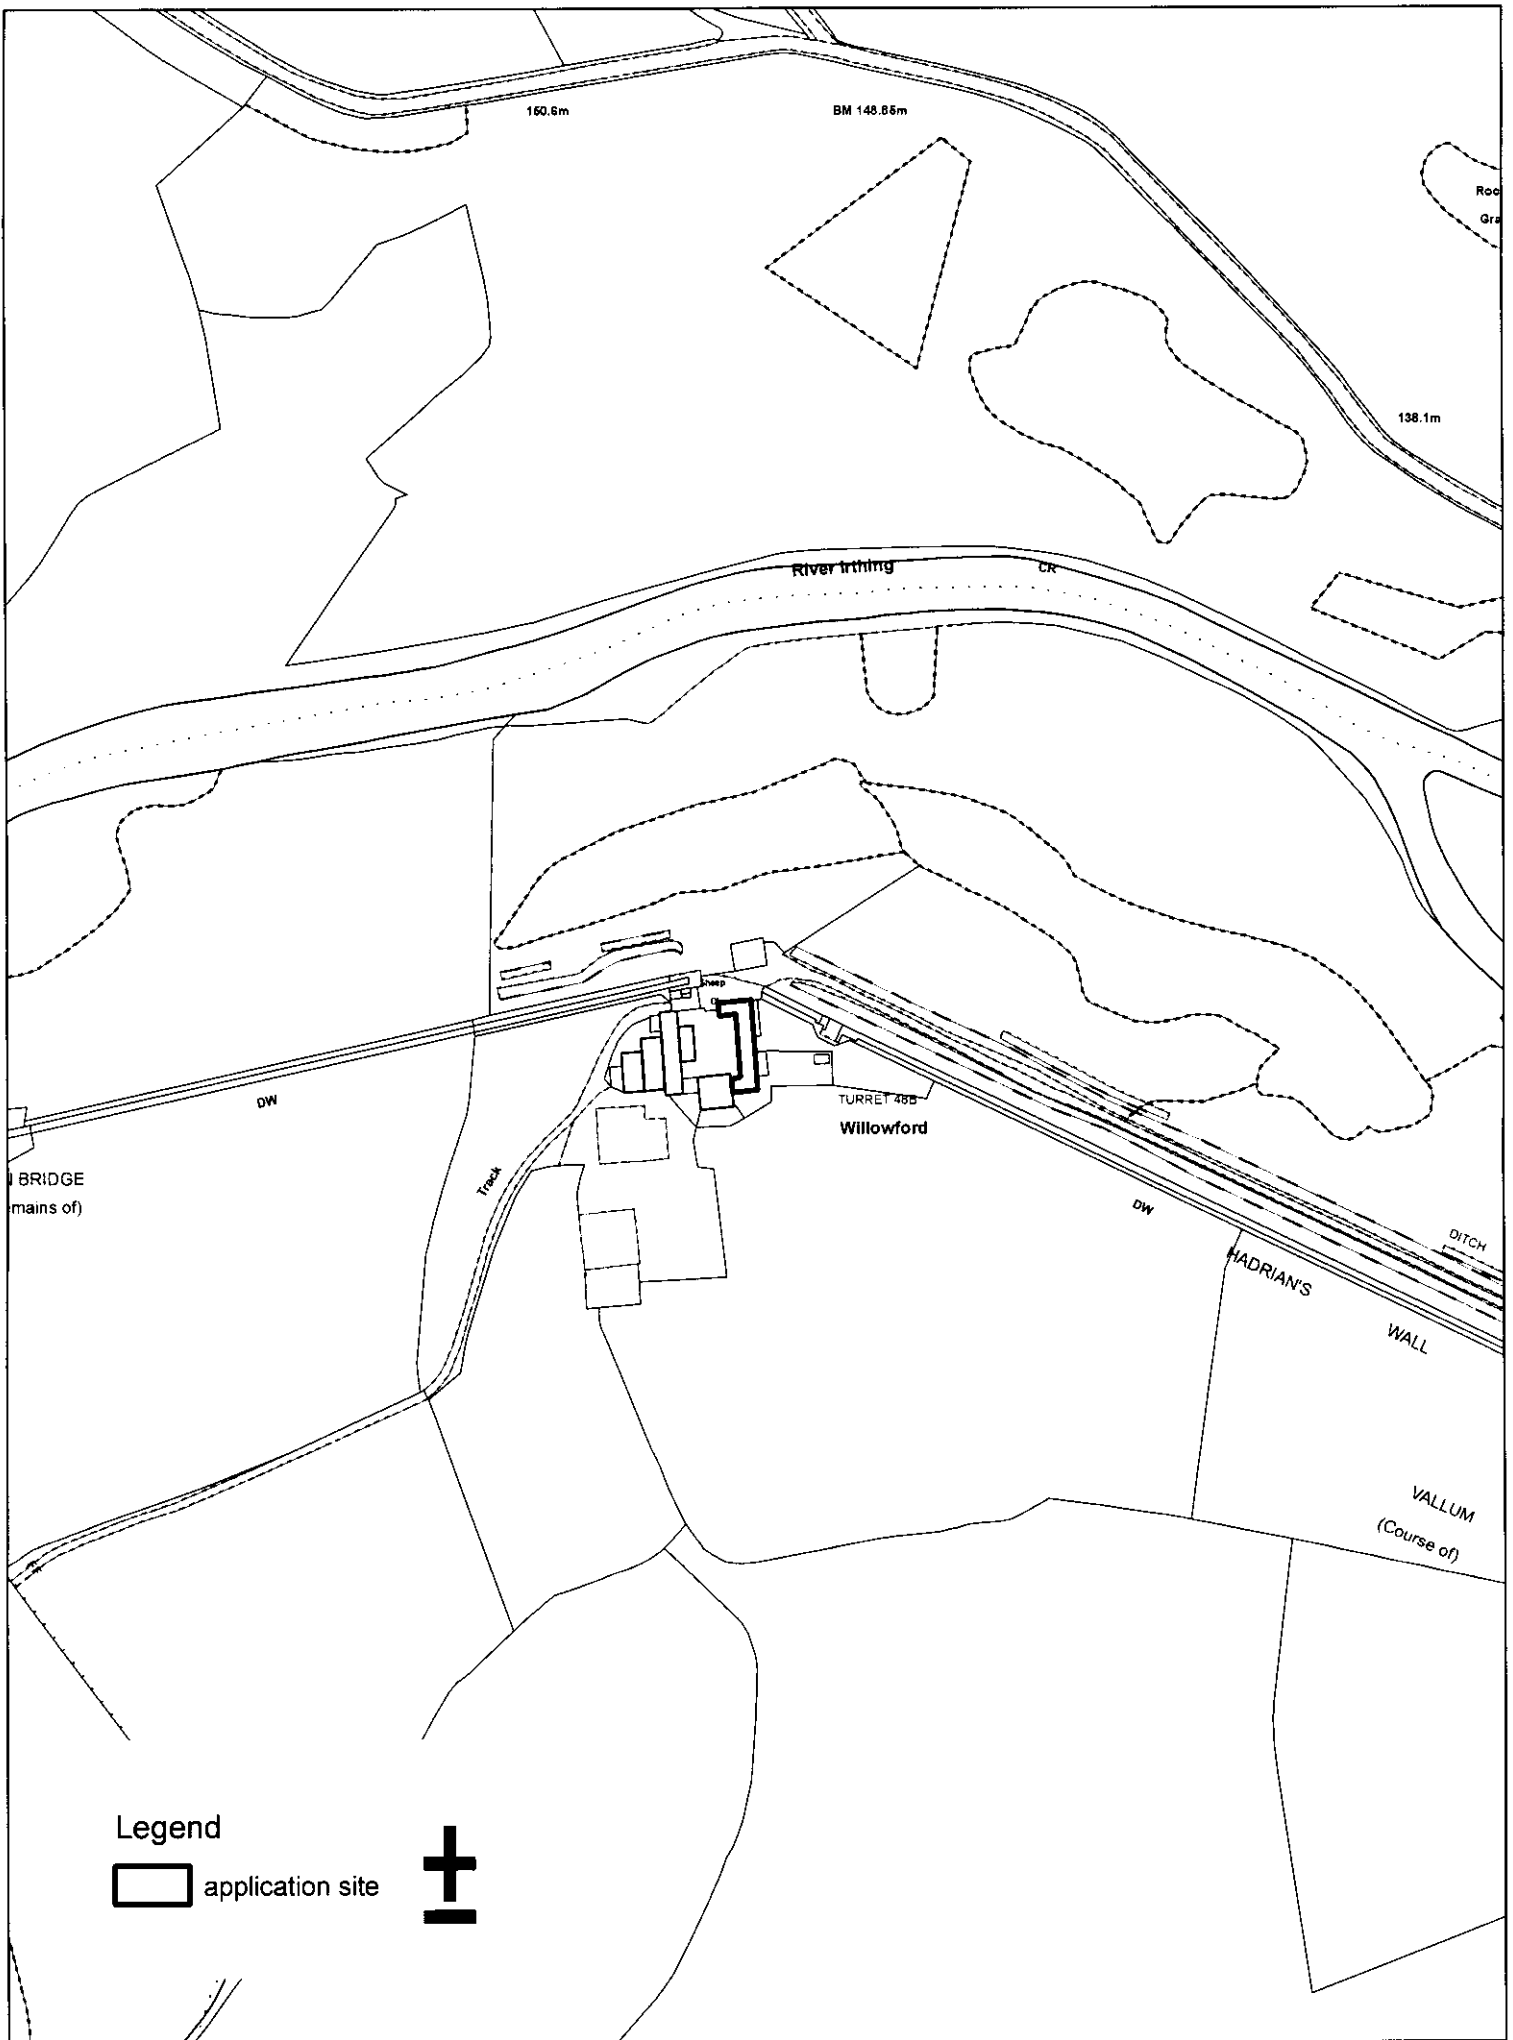 150.6m
BM 148.65m
138.1m
River Irthing
CR
Sheep
DW
TURRET 48B
Willowford
BRIDGE
mains of)
Track
DW
DITCH
HADRIAN'S
WALL
VALLUM
(Course of)
Legend
application site